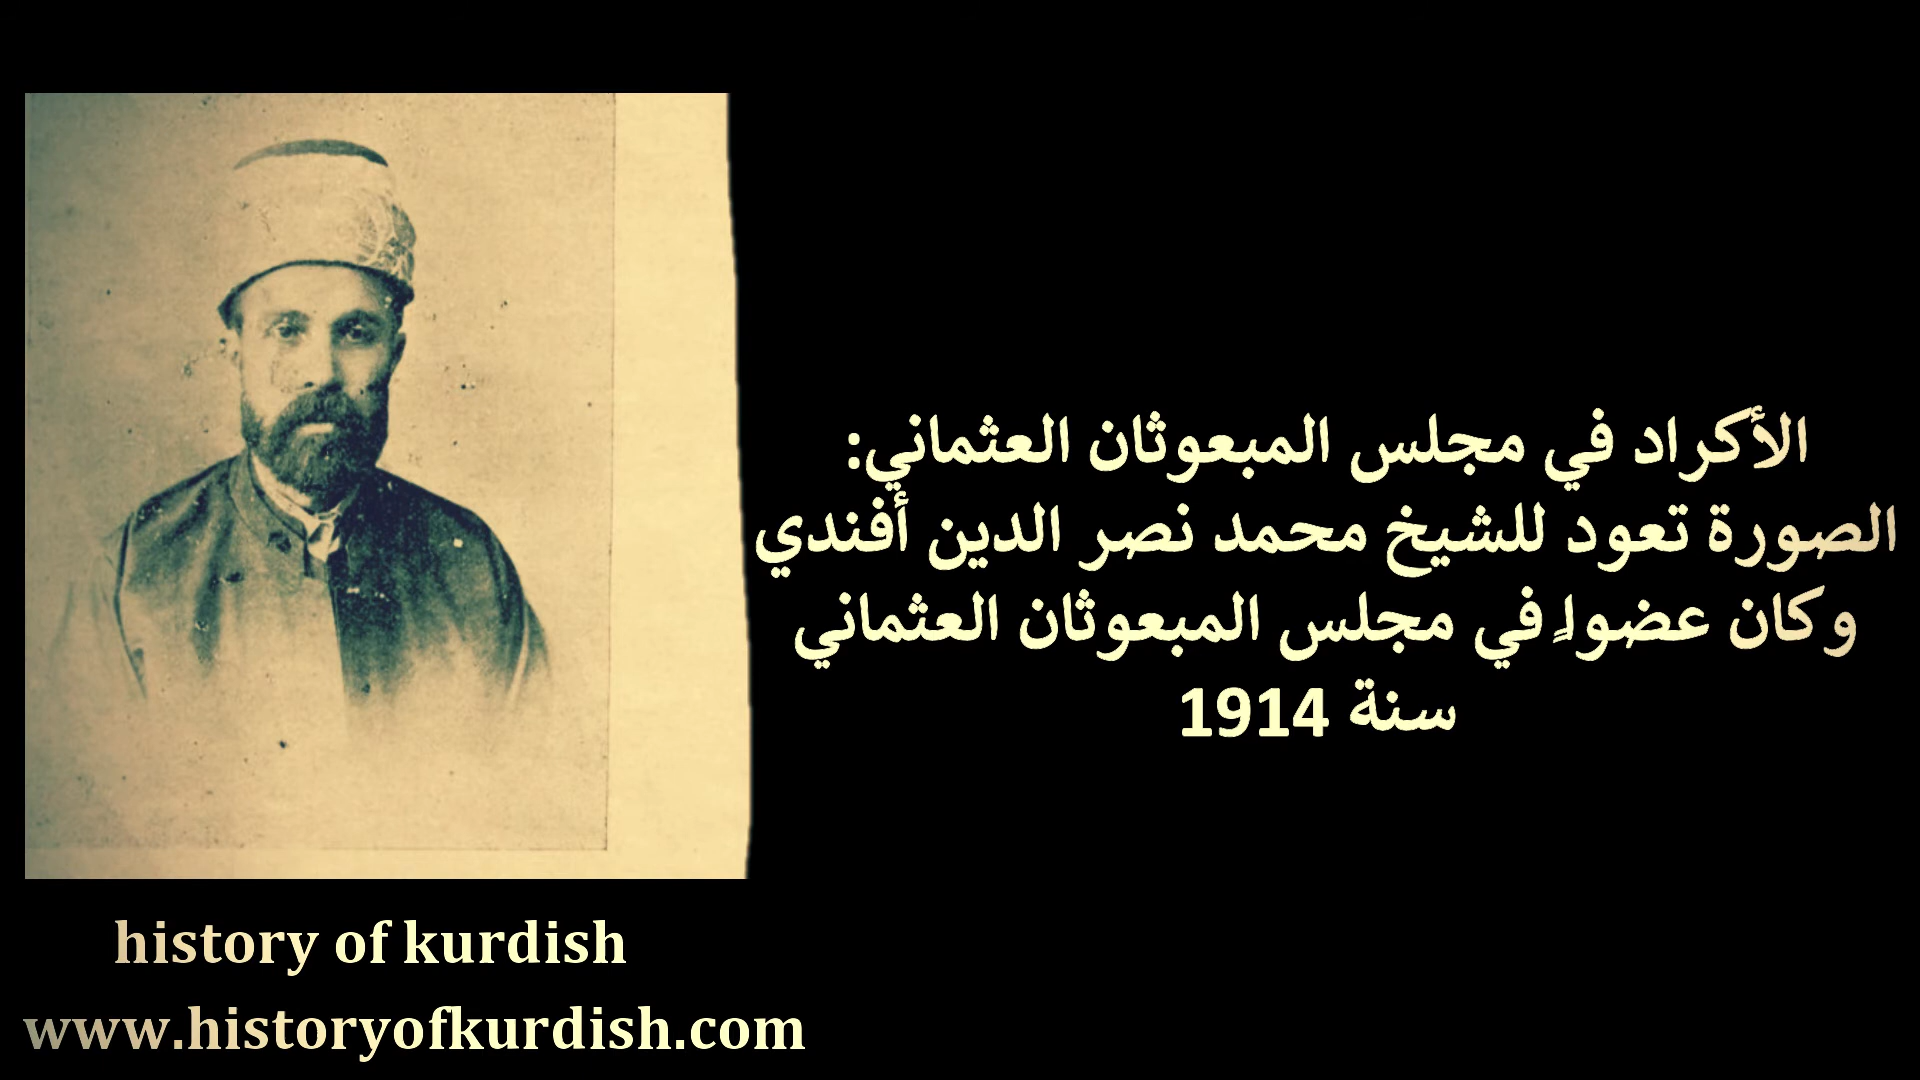 الأكراد في مجلس المبعوثان العثماني:
الصورة تعود للشيخ محمد نصر الدين أفندي
وكان عضواٍ في مجلس المبعوثان العثماني
سنة 1914
history of kurdish
www.historyofkurdish.com